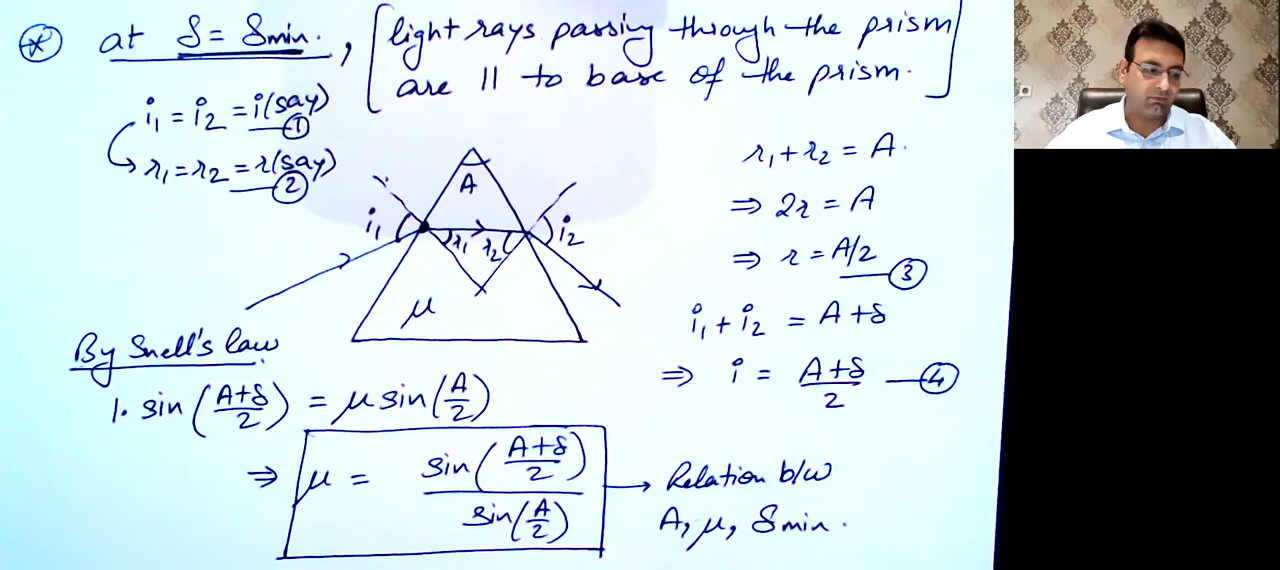 ⊛ at δ = δmin. , [light rays passing through the prism
are || to base of the prism.]
i₁ = i₂ = i (say) —①
↳ r₁ = r₂ = r (say) —②
A
i₁ r₁ r₂ i₂
μ
r₁ + r₂ = A.
⇒ 2r = A
⇒ r = A/2 —③
i₁ + i₂ = A + δ
⇒ i = (A+δ)/2 —④
By Snell's law
1. sin((A+δ)/2) = μ sin(A/2)
⇒ μ = sin((A+δ)/2) / sin(A/2) → Relation b/w
A, μ, δmin.